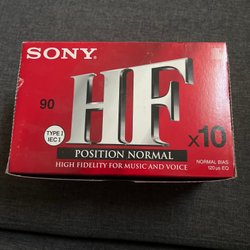 SONY
90
HF
TYPE I
IEC I
x10
POSITION NORMAL
HIGH FIDELITY FOR MUSIC AND VOICE
NORMAL BIAS
120µs EQ